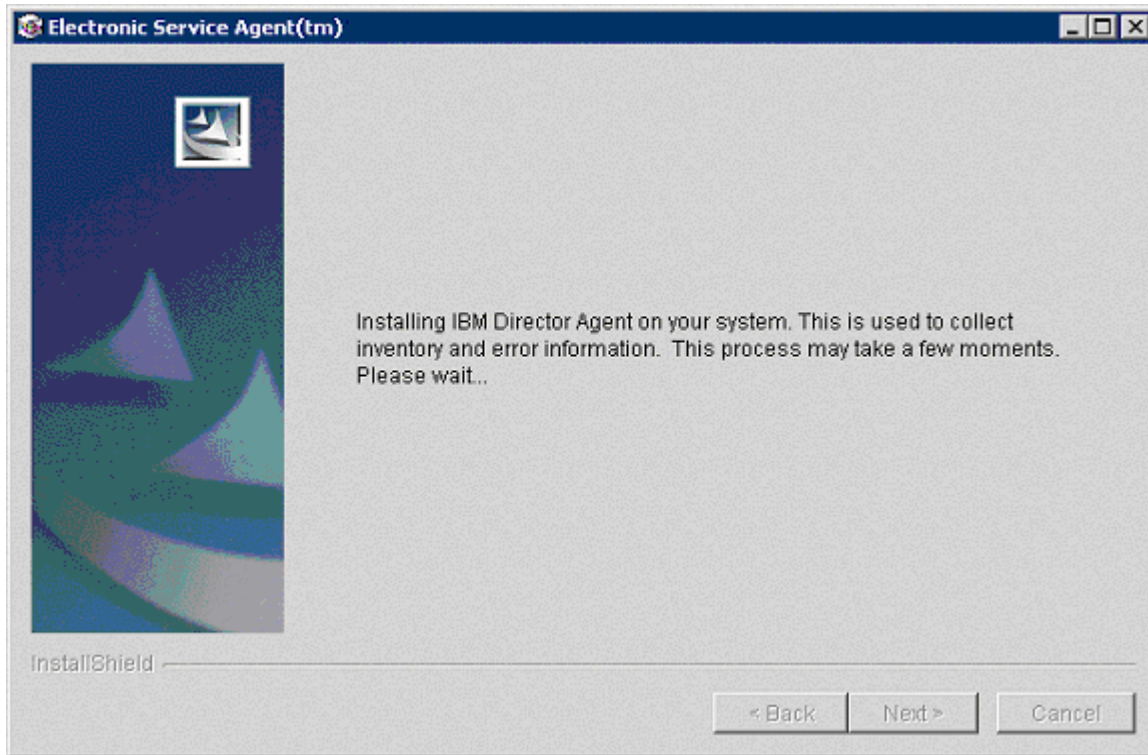 Electronic Service Agent(tm)
Installing IBM Director Agent on your system. This is used to collect
inventory and error information.  This process may take a few moments.
Please wait...
InstallShield
< Back
Next >
Cancel